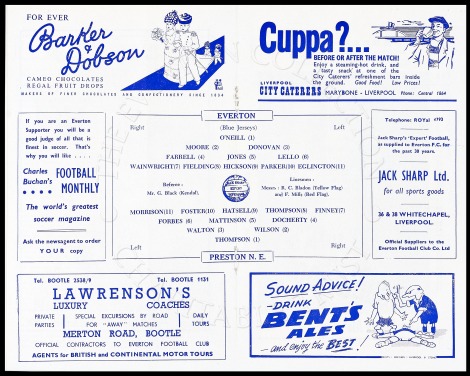 FOR EVER
Barker & Dobson
CAMEO CHOCOLATES
REGAL FRUIT DROPS
MAKERS OF FINER CHOCOLATES AND CONFECTIONERY SINCE 1834
Cuppa?...
BEFORE OR AFTER THE MATCH!
Enjoy a steaming-hot drink, and
a tasty snack at one of the
City Caterers' refreshment bars inside
the ground. Good Food! Low Prices!
LIVERPOOL
CITY CATERERS
MARYBONE - LIVERPOOL Phone: Central 1864
If you are an Everton
Supporter you will be a
good judge of all that is
finest in soccer. That's
why you will like . . . .
Charles
Buchan's
FOOTBALL
MONTHLY
The world's greatest
soccer magazine
Ask the newsagent to order
YOUR copy
EVERTON
Right (Blue Jerseys) Left
O'NEILL (1)
MOORE (2) DONOVAN (3)
FARRELL (4) JONES (5) LELLO (6)
WAINWRIGHT(7) FIELDING(8) HICKSON(9) PARKER(10) EGLINGTON(11)
Referee:
Mr. G. Black (Kendal).
Linesmen:
Messrs: R. C. Bladon (Yellow Flag)
and F. Mills (Red Flag).
MORRISON(11) FOSTER(10) HATSELL(9) THOMPSON(8) FINNEY(7)
FORBES (6) MATTINSON (5) DOCHERTY (4)
WALTON (3) WILSON (2)
THOMPSON (1)
Left Right
PRESTON N. E.
Telephone: ROYal 4793
Jack Sharp's "Expert" Football,
as supplied to Everton F.C. for
the past 30 years.
JACK SHARP Ltd.
for all sports goods
36 & 38 WHITECHAPEL,
LIVERPOOL.
Official Suppliers to the
Everton Football Club Co. Ltd
Tel. BOOTLE 2538/9 Tel. BOOTLE 1151
LAWRENSON'S
LUXURY COACHES
PRIVATE PARTIES
SPECIAL EXCURSIONS BY ROAD
FOR "AWAY" MATCHES
DAILY TOURS
MERTON ROAD, BOOTLE
OFFICIAL CONTRACTORS TO EVERTON FOOTBALL CLUB
AGENTS for BRITISH and CONTINENTAL MOTOR TOURS
SOUND ADVICE!
-DRINK
BENT'S
ALES
- and enjoy the BEST!